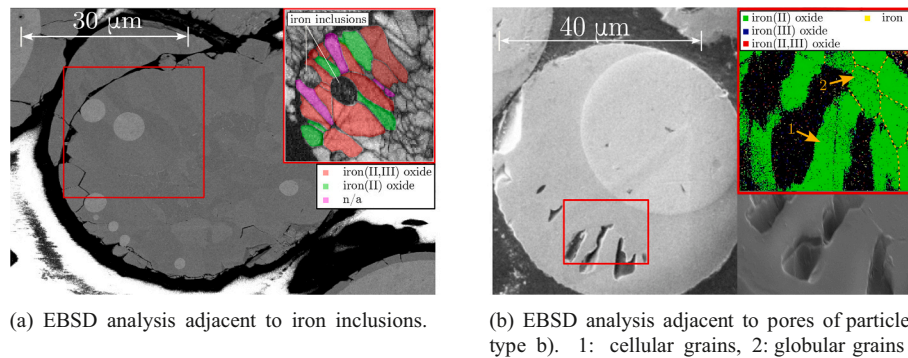 30 µm
iron inclusions
iron(II,III) oxide
iron(II) oxide
n/a
40 µm
iron(II) oxide iron
iron(III) oxide
iron(II,III) oxide
2
1
(a) EBSD analysis adjacent to iron inclusions.
(b) EBSD analysis adjacent to pores of particle
type b). 1: cellular grains, 2: globular grains